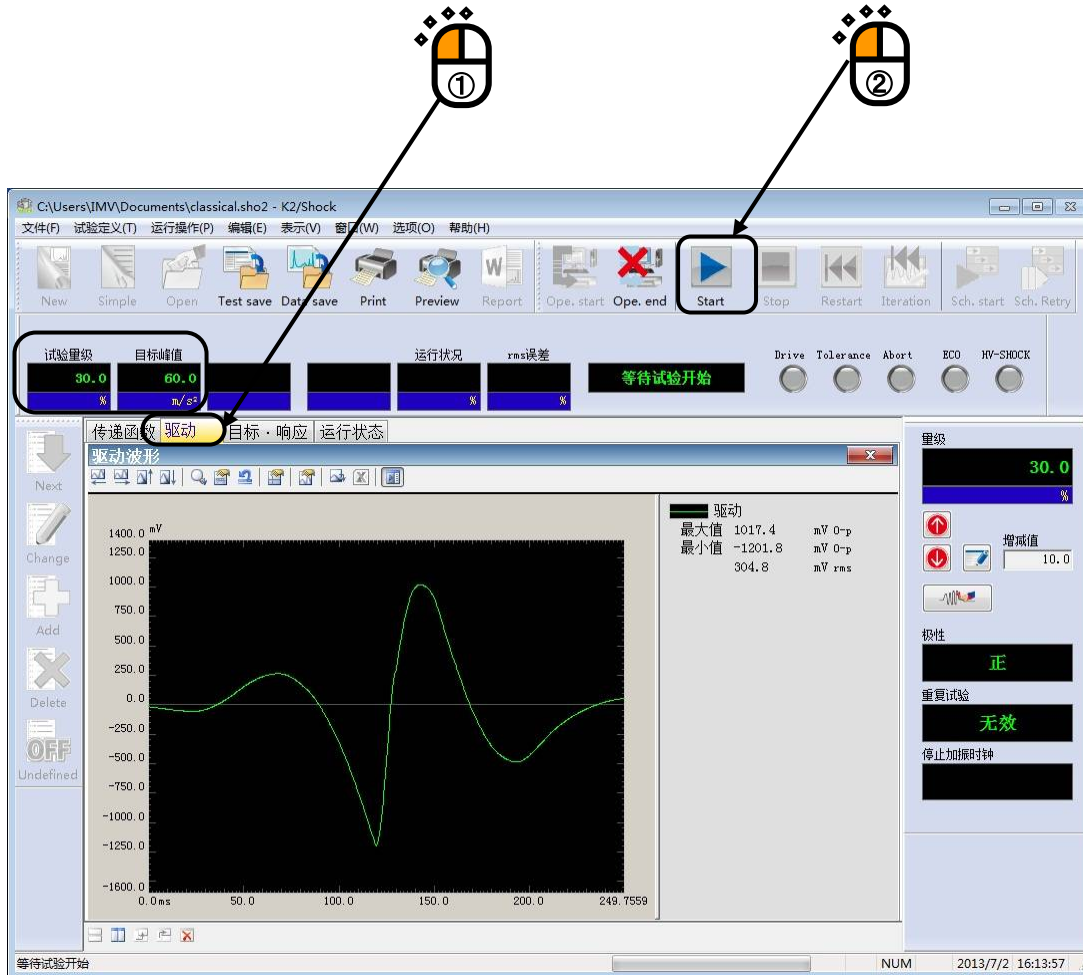 ①
②
C:\Users\IMV\Documents\classical.sho2 - K2/Shock
文件(F) 试验定义(T) 运行操作(P) 编辑(E) 表示(V) 窗口(W) 选项(O) 帮助(H)
New Simple Open Test save Data save Print Preview Report Ope. start Ope. end Start Stop Restart Iteration Sch. start Sch. Retry
试验量级 目标峰值 运行状况 rms误差 Drive Tolerance Abort ECO HV-SHOCK
30.0 60.0 等待试验开始
% m/s² % %
传递函数 驱动 目标・响应 运行状态
驱动波形
Next
Change
Add
Delete
OFF
Undefined
mV
1400.0
1250.0
1000.0
750.0
500.0
250.0
0.0
-250.0
-500.0
-750.0
-1000.0
-1250.0
-1600.0
0.0ms 50.0 100.0 150.0 200.0 249.7559
驱动
最大值 1017.4 mV 0-p
最小值 -1201.8 mV 0-p
304.8 mV rms
量级
30.0
%
增减值
10.0
极性
正
重复试验
无效
停止加振时钟
等待试验开始 NUM 2013/7/2 16:13:57